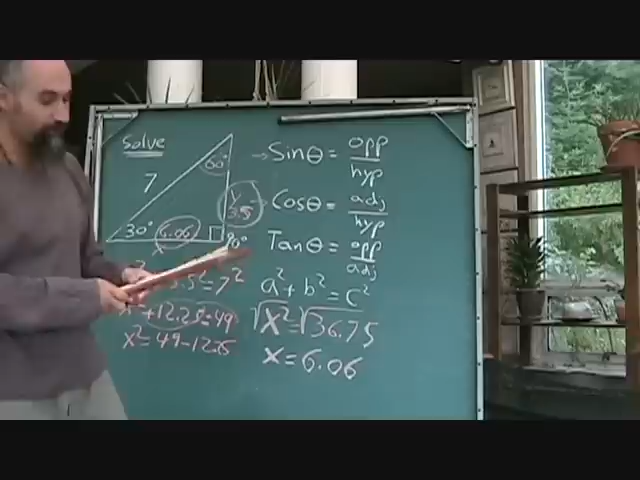 Solve
60°
7
y
3.5
30°
6.06
x
90°
→Sinθ = opp/hyp
Cosθ = adj/hyp
Tanθ = opp/adj
a²+b²=c²
√x² = √36.75
x=6.06
3.5²=7²
x²+12.25=49
x²=49-12.25